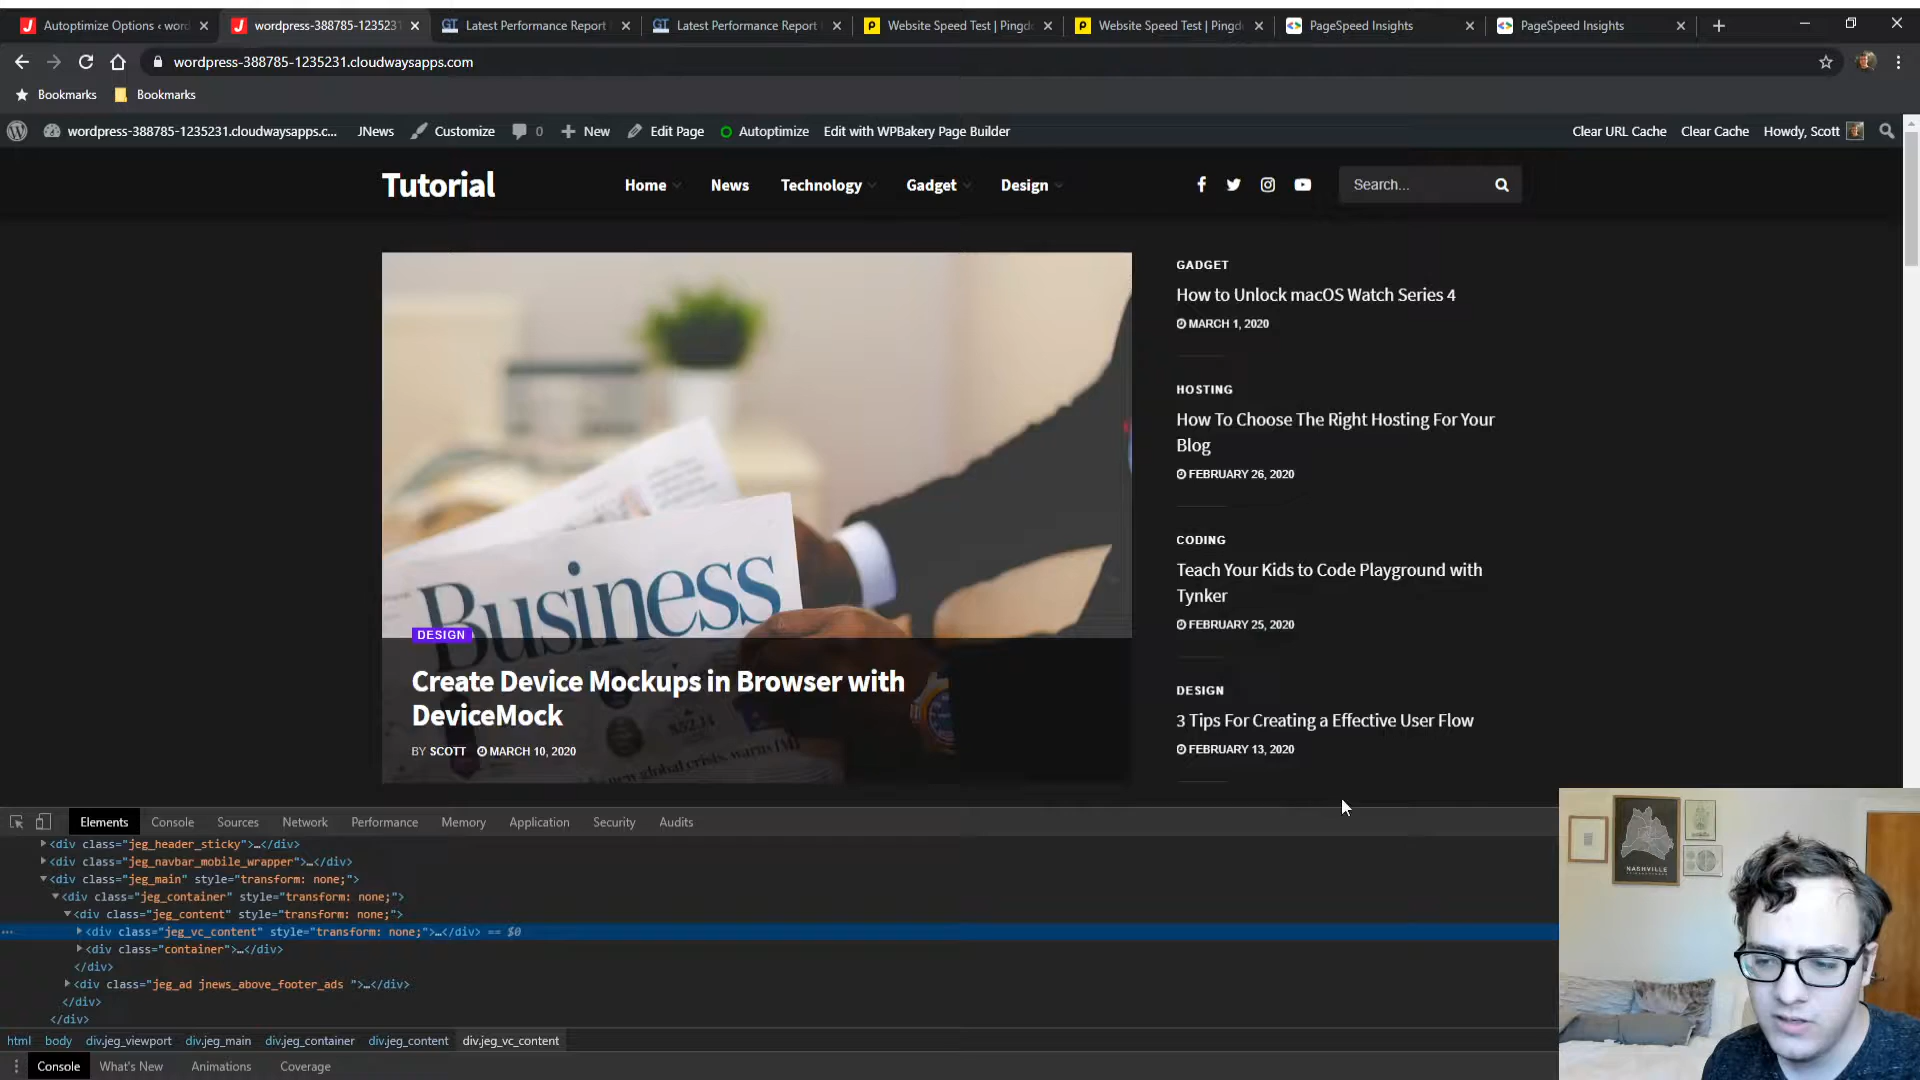 Autoptimize Options ‹ word
wordpress-388785-1235231
Latest Performance Report
Latest Performance Report
Website Speed Test | Pingdo
Website Speed Test | Pingdo
PageSpeed Insights
PageSpeed Insights
wordpress-388785-1235231.cloudwaysapps.com
Bookmarks
Bookmarks
wordpress-388785-1235231.cloudwaysapps.c...
JNews
Customize
0
New
Edit Page
Autoptimize
Edit with WPBakery Page Builder
Clear URL Cache
Clear Cache
Howdy, Scott
Tutorial
Home
News
Technology
Gadget
Design
Search...
Business
DESIGN
Create Device Mockups in Browser with
DeviceMock
BY SCOTT MARCH 10, 2020
GADGET
How to Unlock macOS Watch Series 4
MARCH 1, 2020
HOSTING
How To Choose The Right Hosting For Your
Blog
FEBRUARY 26, 2020
CODING
Teach Your Kids to Code Playground with
Tynker
FEBRUARY 25, 2020
DESIGN
3 Tips For Creating a Effective User Flow
FEBRUARY 13, 2020
Elements
Console
Sources
Network
Performance
Memory
Application
Security
Audits
<div class="jeg_header_sticky">…</div>
<div class="jeg_navbar_mobile_wrapper">…</div>
<div class="jeg_main" style="transform: none;">
<div class="jeg_container" style="transform: none;">
<div class="jeg_content" style="transform: none;">
<div class="jeg_vc_content" style="transform: none;">…</div> == $0
<div class="container">…</div>
</div>
<div class="jeg_ad jnews_above_footer_ads ">…</div>
</div>
</div>
html
body
div.jeg_viewport
div.jeg_main
div.jeg_container
div.jeg_content
div.jeg_vc_content
Console
What's New
Animations
Coverage
NASHVILLE